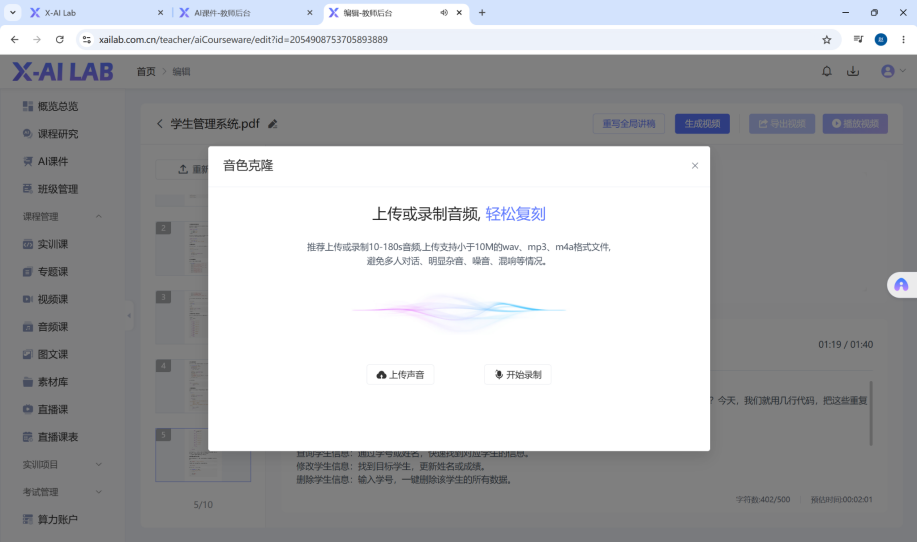 X-AI Lab
AI课件-教师后台
编辑-教师后台
xailab.com.cn/teacher/aiCourseware/edit?id=2054908753705893889
X-AI LAB
首页 > 编辑
概览总览
课程研究
AI课件
班级管理
课程管理
实训课
专题课
视频课
音频课
图文课
素材库
直播课
直播课表
实训项目
考试管理
算力账户
学生管理系统.pdf
重写全局讲稿
生成视频
导出视频
播放视频
重新
2
3
4
5
5/10
音色克隆
上传或录制音频, 轻松复刻
推荐上传或录制10-180s音频,上传支持小于10M的wav、mp3、m4a格式文件,
避免多人对话、明显杂音、噪音、混响等情况。
上传声音
开始录制
01:19 / 01:40
？今天，我们就用几行代码，把这些重复
查询学生信息：通过学号或姓名，快速找到对应学生的信息。
修改学生信息：找到目标学生，更新姓名或成绩。
删除学生信息：输入学号，一键删除该学生的所有数据。
字符数:402/500
预估时间:00:02:01